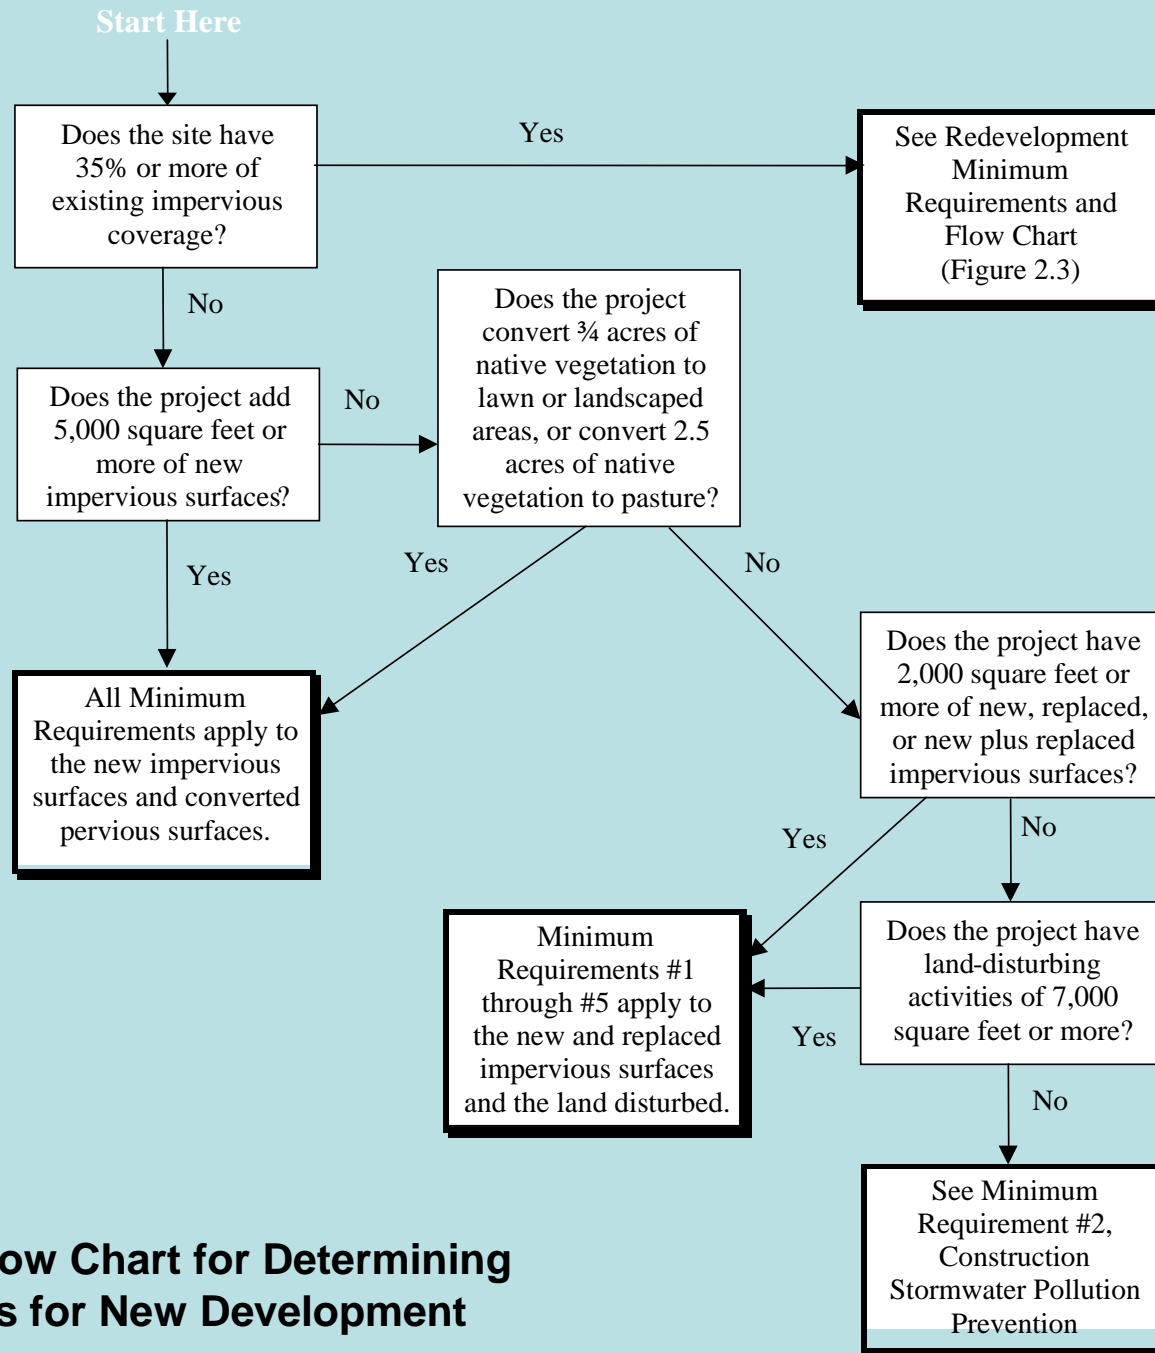 Start Here
Does the site have
35% or more of
existing impervious
coverage?
Yes
See Redevelopment
Minimum
Requirements and
Flow Chart
(Figure 2.3)
No
Does the project
convert ¾ acres of
native vegetation to
lawn or landscaped
areas, or convert 2.5
acres of native
vegetation to pasture?
Does the project add
5,000 square feet or
more of new
impervious surfaces?
No
Yes
Yes
No
All Minimum
Requirements apply to
the new impervious
surfaces and converted
pervious surfaces.
Does the project have
2,000 square feet or
more of new, replaced,
or new plus replaced
impervious surfaces?
Yes
No
Minimum
Requirements #1
through #5 apply to
the new and replaced
impervious surfaces
and the land disturbed.
Does the project have
land-disturbing
activities of 7,000
square feet or more?
Yes
No
See Minimum
Requirement #2,
Construction
Stormwater Pollution
Prevention
ow Chart for Determining
s for New Development